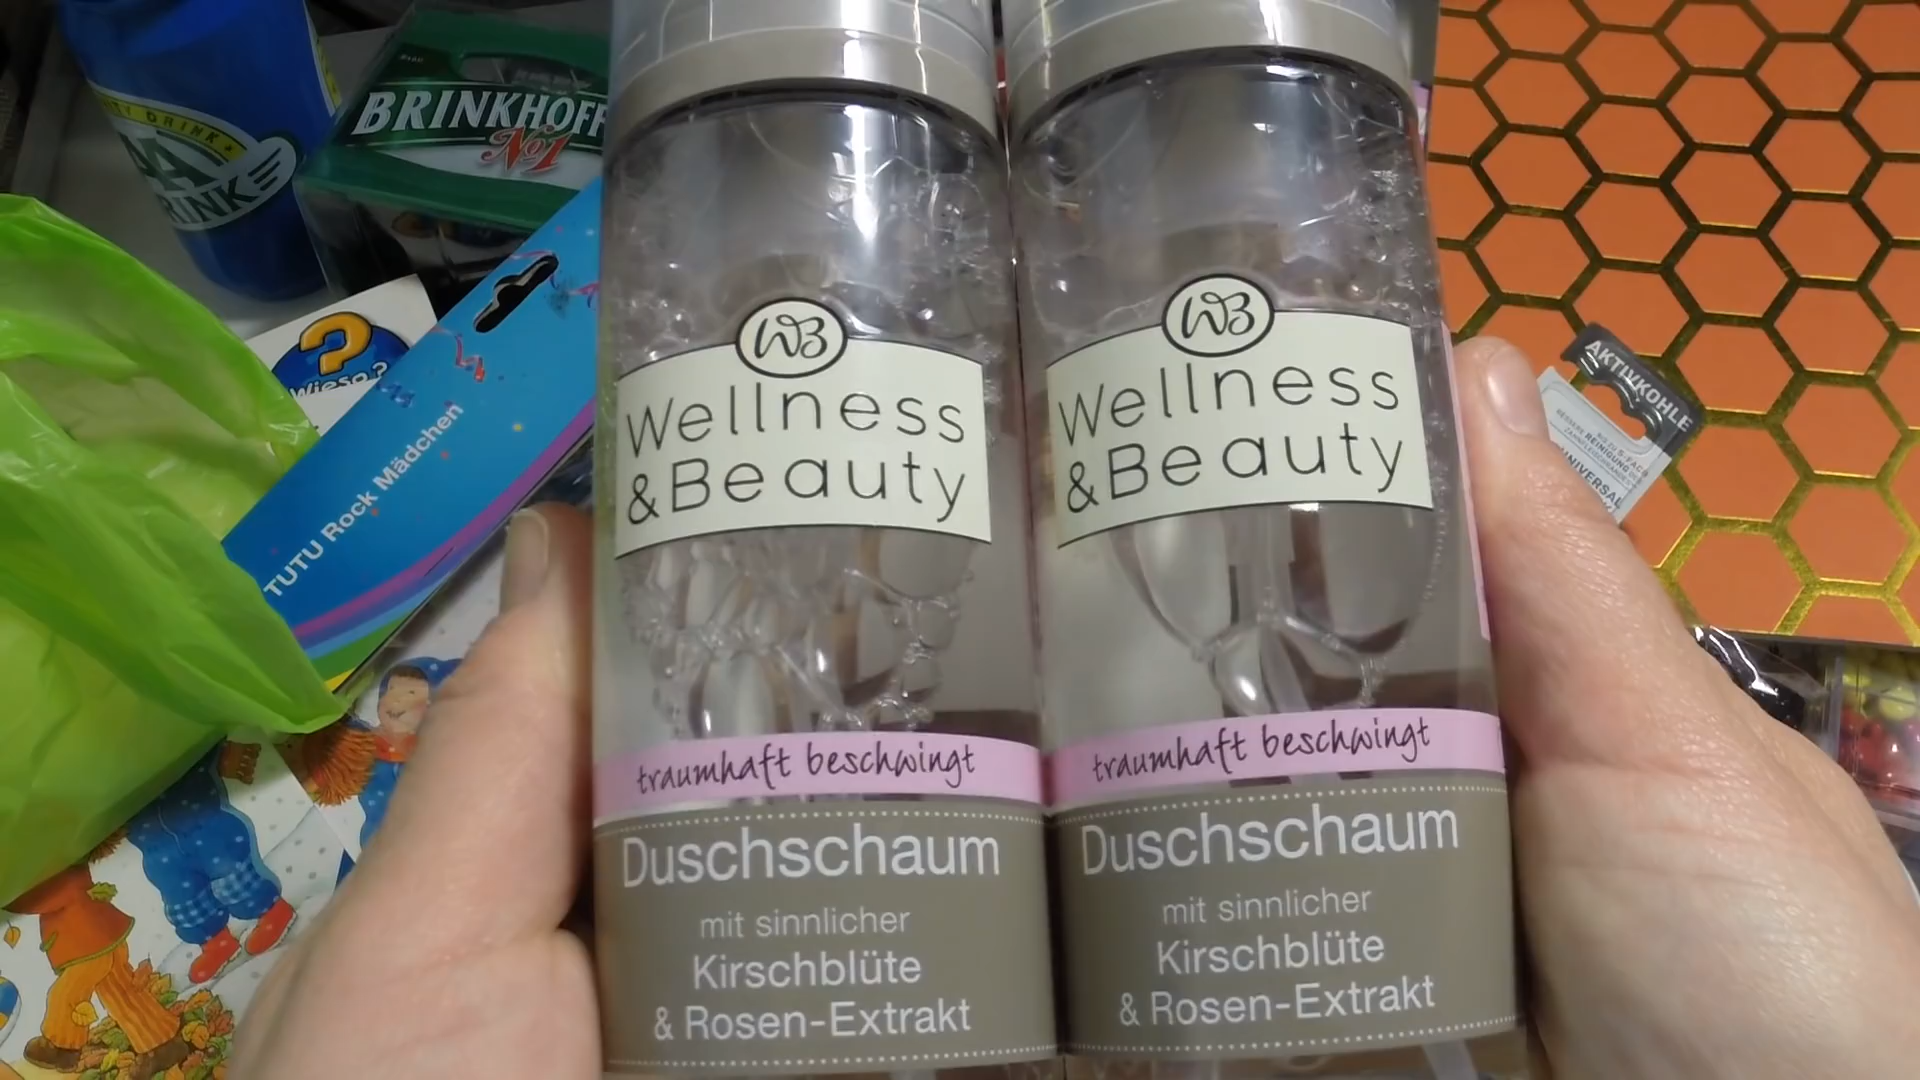 BRINKHOFF
No1
DRINK
Wieso?
TUTU Rock Mädchen
WB
Wellness
&Beauty
traumhaft beschwingt
Duschschaum
mit sinnlicher
Kirschblüte
& Rosen-Extrakt
WB
Wellness
&Beauty
traumhaft beschwingt
Duschschaum
mit sinnlicher
Kirschblüte
& Rosen-Extrakt
AKTIVKOHLE
UNIVERSAL